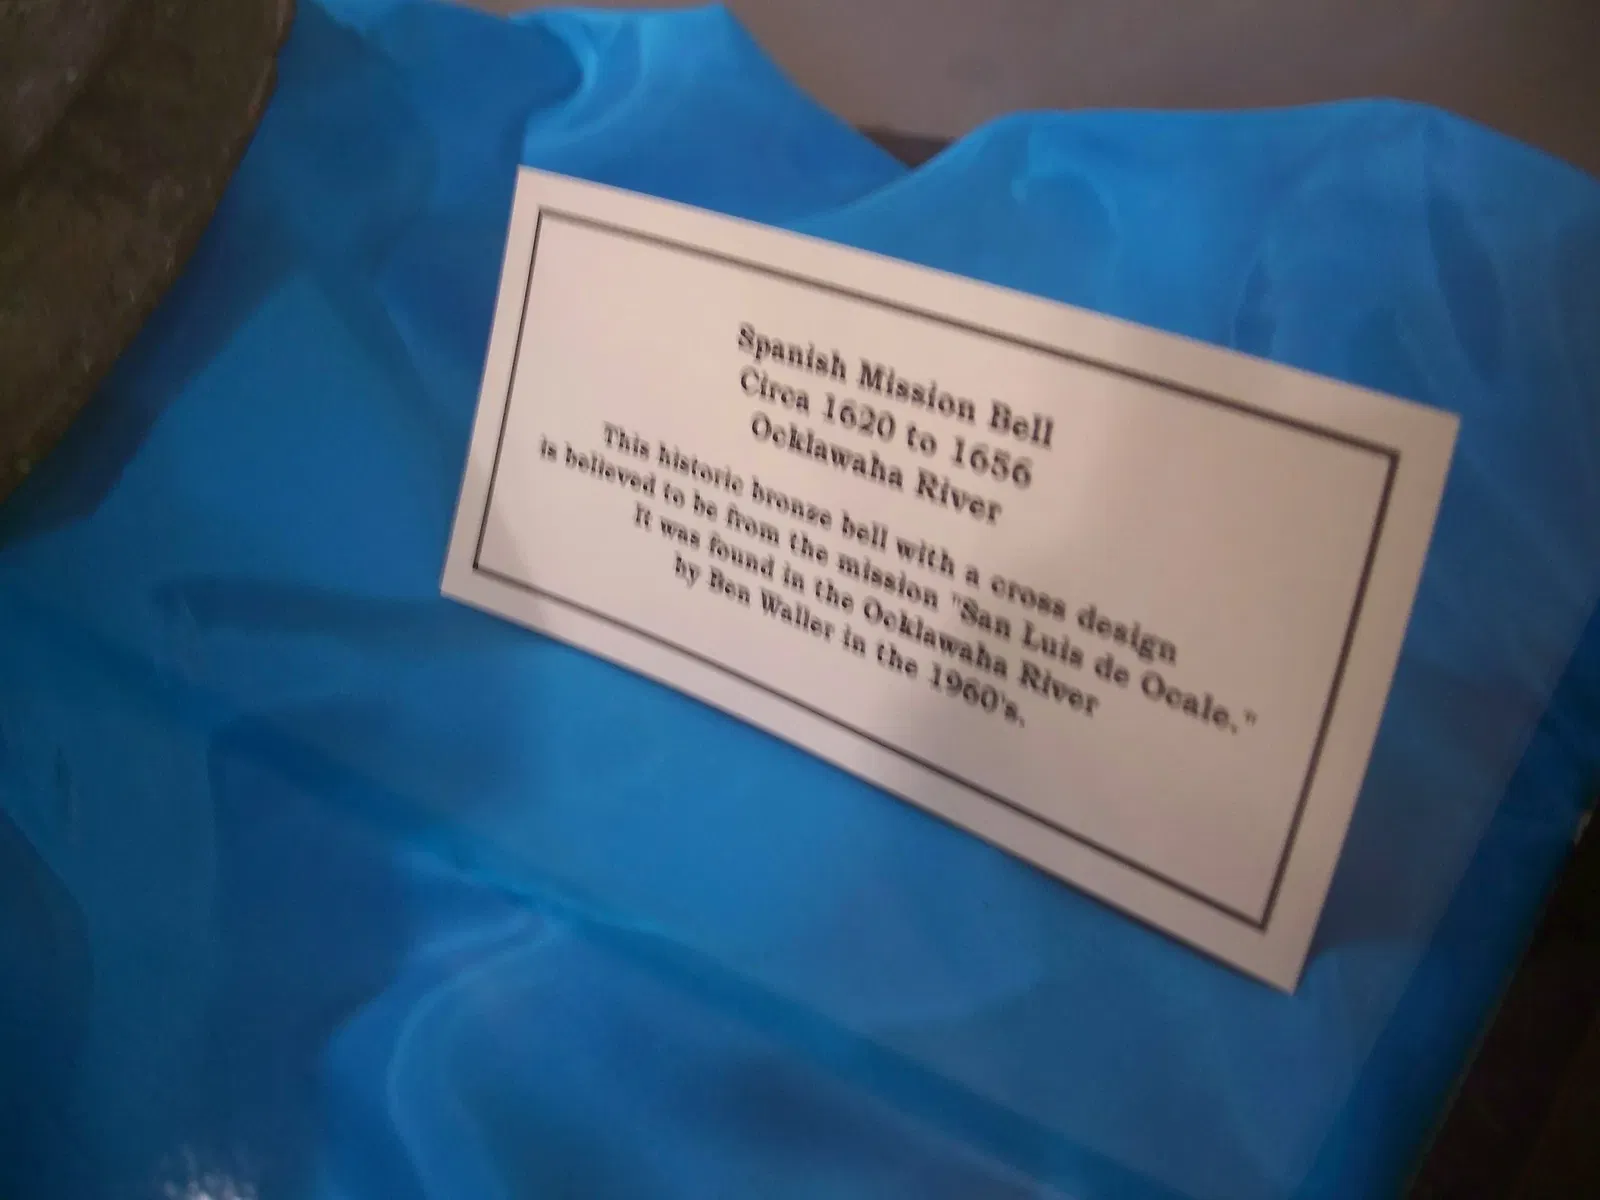 Spanish Mission Bell
Circa 1620 to 1656
Ocklawaha River
This historic bronze bell with a cross design
is believed to be from the mission "San Luis de Ocale."
It was found in the Ocklawaha River
by Ben Waller in the 1960's.